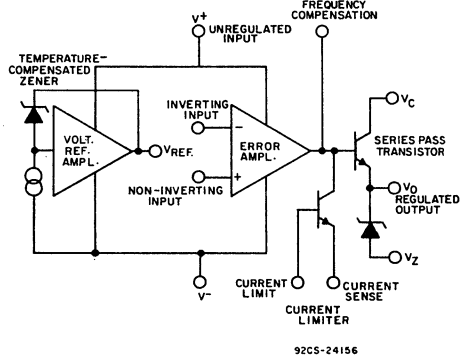 FREQUENCY
COMPENSATION
V+
UNREGULATED
INPUT
TEMPERATURE-
COMPENSATED
ZENER
VC
INVERTING
INPUT
SERIES PASS
TRANSISTOR
VOLT.
REF.
AMPL.
VREF.
ERROR
AMPL.
NON-INVERTING
INPUT
VO
REGULATED
OUTPUT
VZ
V-
CURRENT
LIMIT
CURRENT
SENSE
CURRENT
LIMITER
92CS-24156